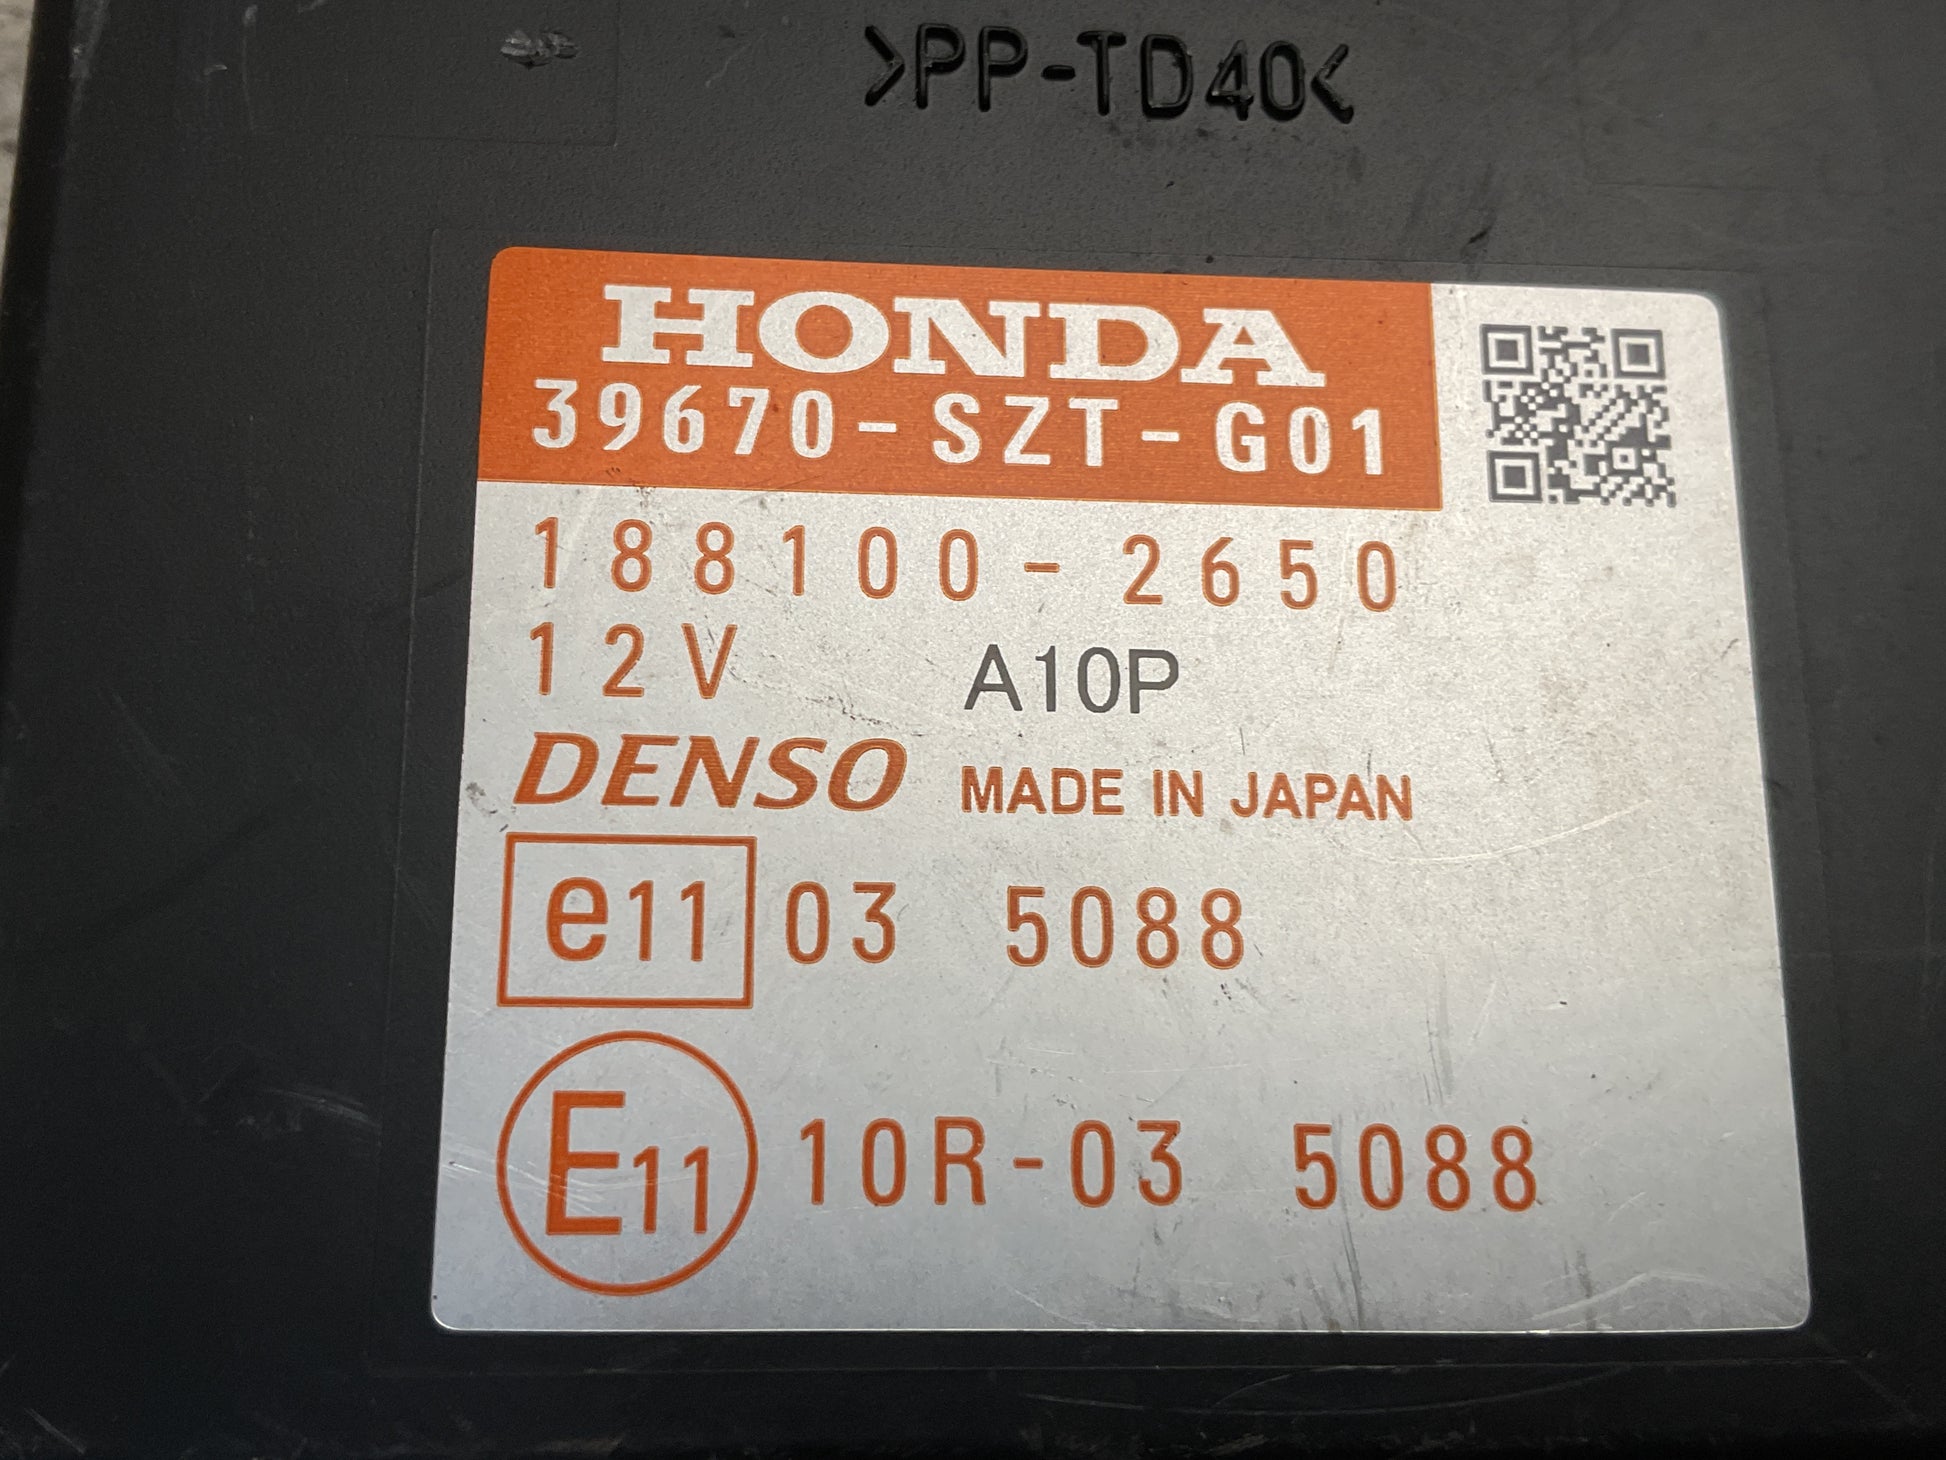 >PP-TD40<
HONDA
39670-SZT-G01
188100-2650
12V A10P
DENSO MADE IN JAPAN
e11 03 5088
E11 10R-03 5088